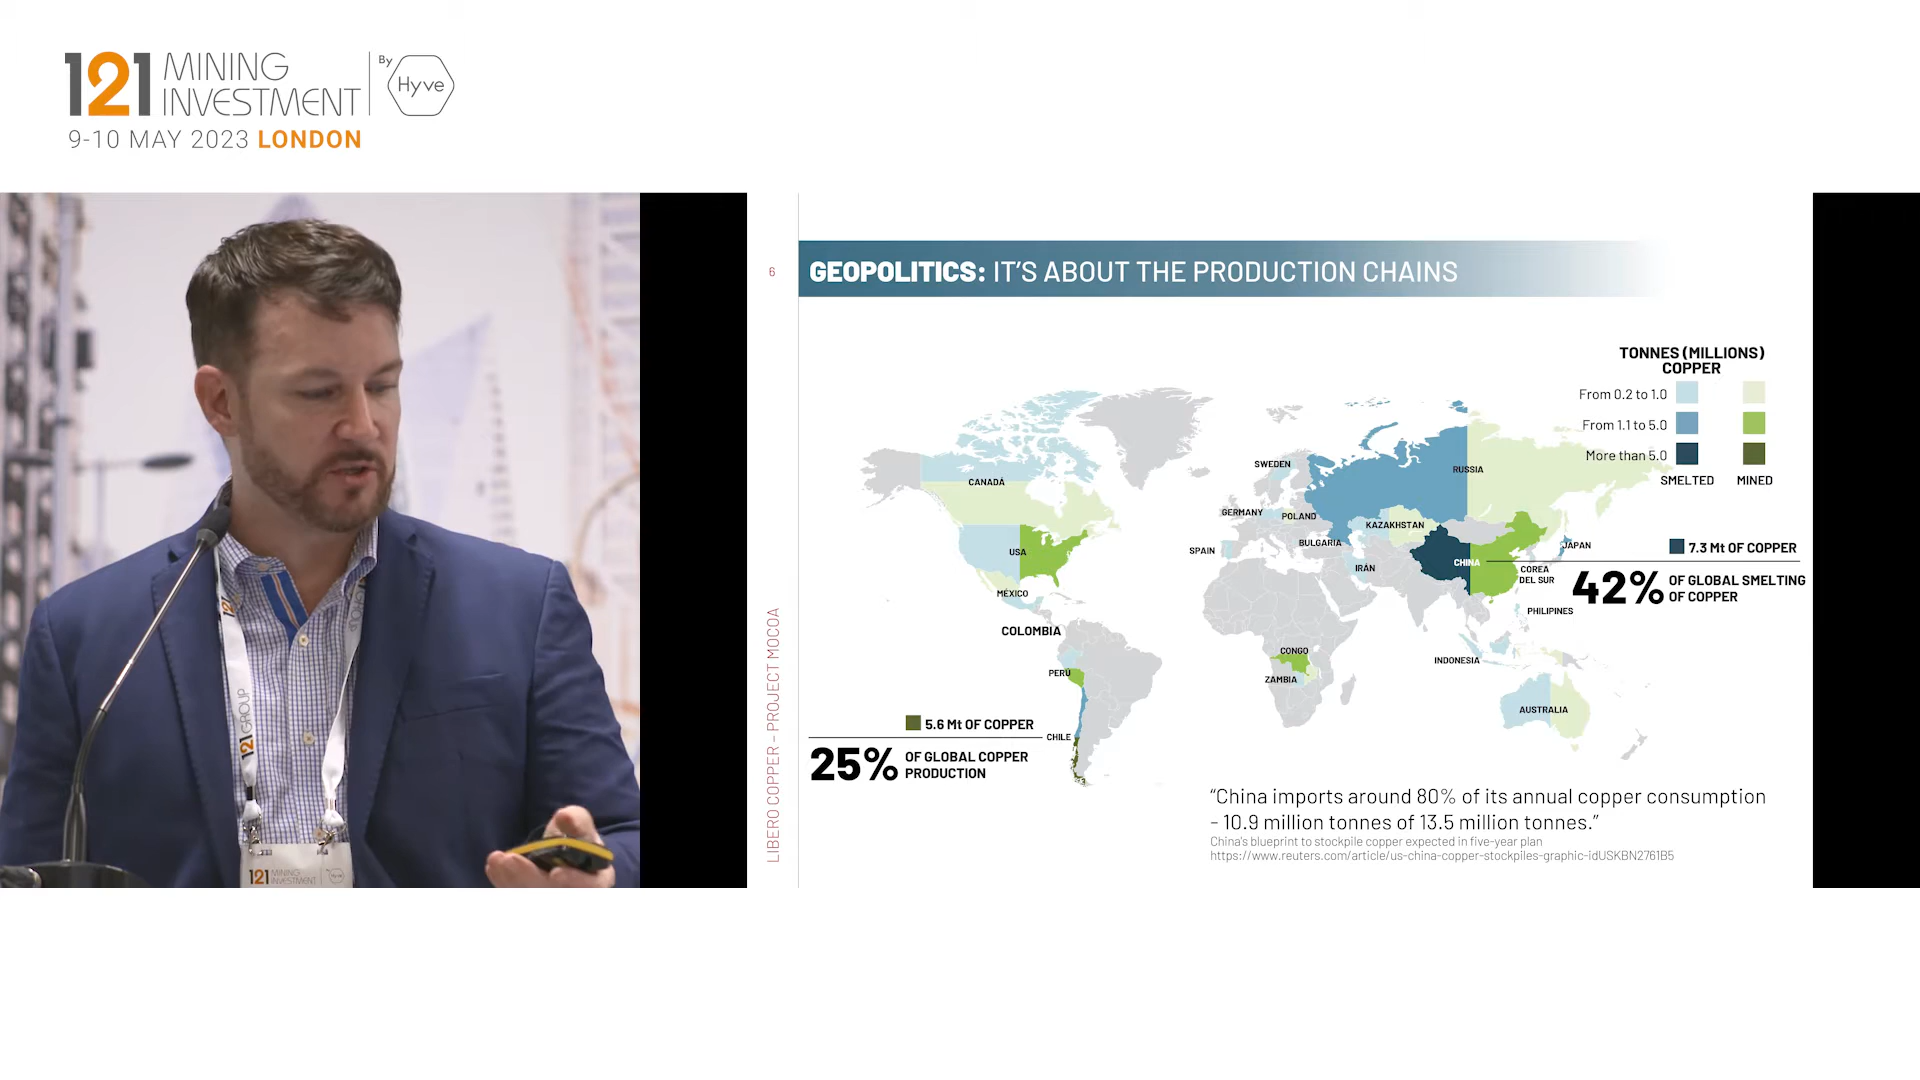 121 MINING INVESTMENT By Hyve
9-10 MAY 2023 LONDON
121 GROUP
121 MINING INVESTMENT
6
LIBERO COPPER – PROJECT MOCOA
GEOPOLITICS: IT'S ABOUT THE PRODUCTION CHAINS
TONNES (MILLIONS)
COPPER
From 0.2 to 1.0
From 1.1 to 5.0
More than 5.0
SMELTED MINED
CANADÁ
USA
MÉXICO
COLOMBIA
PERÚ
CHILE
SWEDEN
GERMANY
POLAND
BULGARIA
SPAIN
RUSSIA
KAZAKHSTAN
IRÁN
CHINA
JAPAN
COREA
DEL SUR
PHILIPINES
INDONESIA
CONGO
ZAMBIA
AUSTRALIA
7.3 Mt OF COPPER
42% OF GLOBAL SMELTING
OF COPPER
5.6 Mt OF COPPER
25% OF GLOBAL COPPER
PRODUCTION
“China imports around 80% of its annual copper consumption
– 10.9 million tonnes of 13.5 million tonnes.”
China's blueprint to stockpile copper expected in five-year plan
https://www.reuters.com/article/us-china-copper-stockpiles-graphic-idUSKBN2761B5